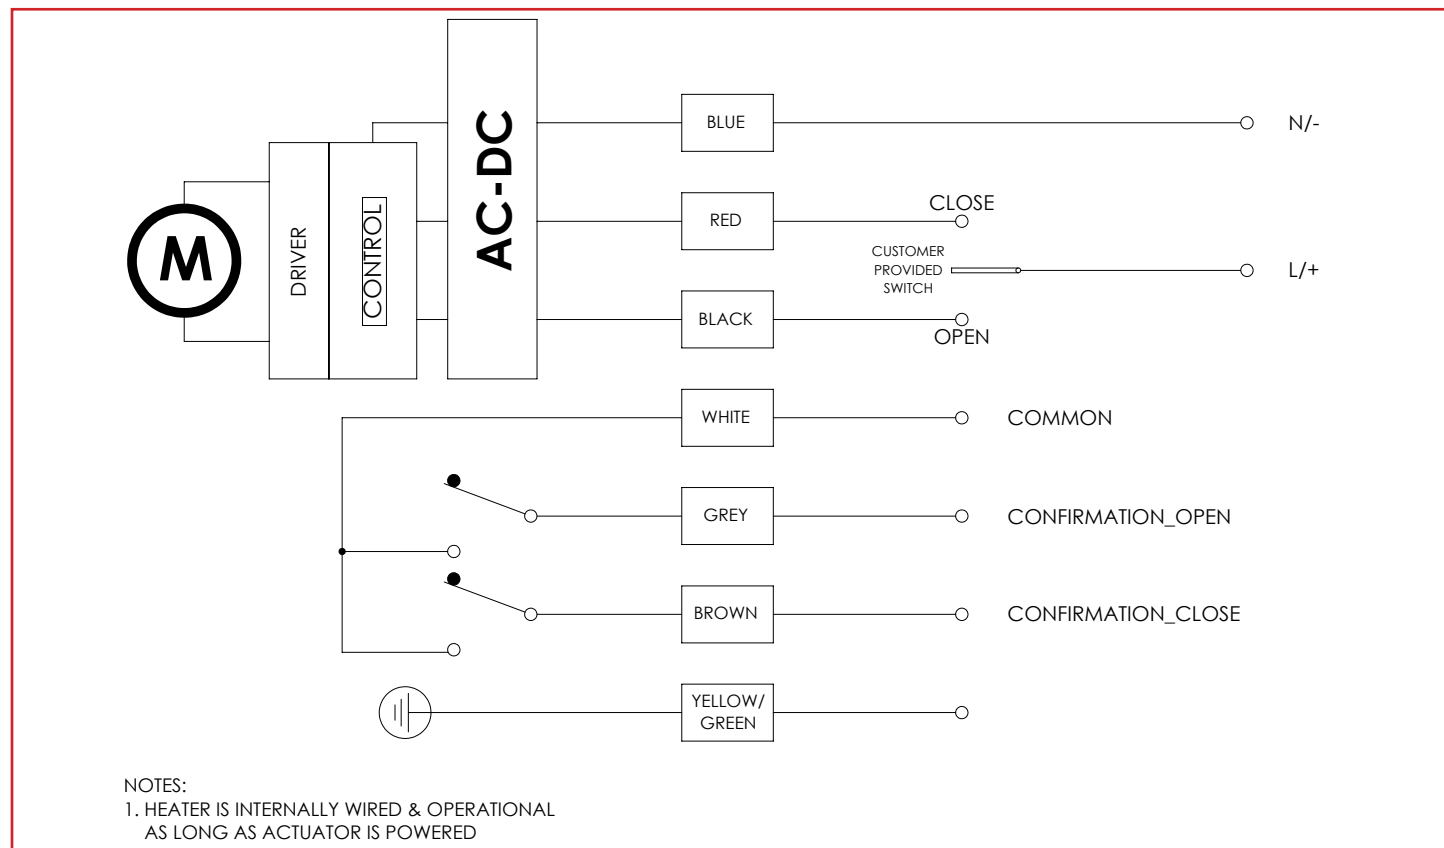 AC-DC
BLUE
N/-
RED
CLOSE
M
DRIVER
CONTROL
CUSTOMER
PROVIDED
SWITCH
L/+
BLACK
OPEN
WHITE
COMMON
GREY
CONFIRMATION_OPEN
BROWN
CONFIRMATION_CLOSE
YELLOW/
GREEN
NOTES:
1. HEATER IS INTERNALLY WIRED & OPERATIONAL
AS LONG AS ACTUATOR IS POWERED